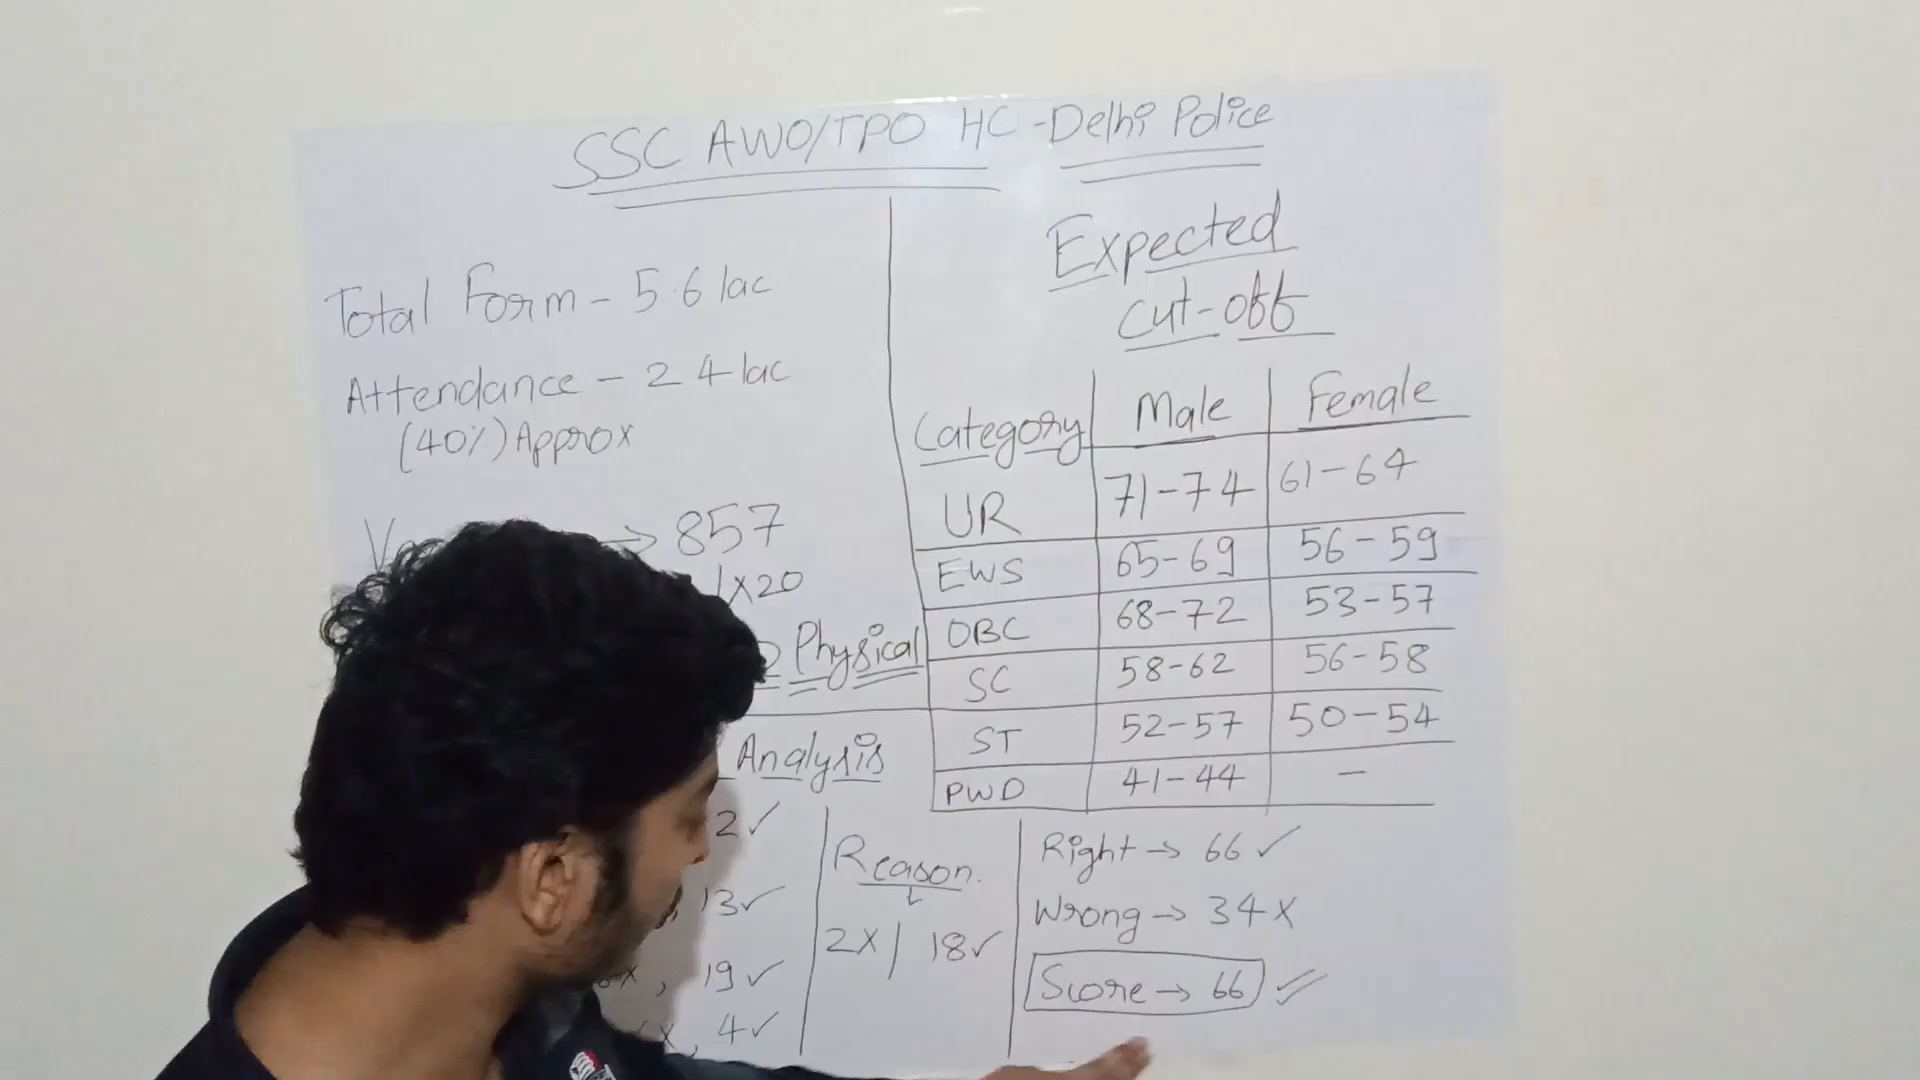 SSC AWO/TPO HC-Delhi Police
Total Form - 5.6 lac
Attendance - 2.4 lac
(40%) Approx
→ 857
1x20
Physical
Analysis
2✓
13✓
x, 19✓
x, 4✓
Reason.
2x/ 18✓
Expected
cut-off
Category Male Female
UR 71-74 61-64
EWS 65-69 56-59
OBC 68-72 53-57
SC 58-62 56-58
ST 52-57 50-54
PWD 41-44 -
Right → 66 ✓
Wrong → 34 x
Score → 66 ✓